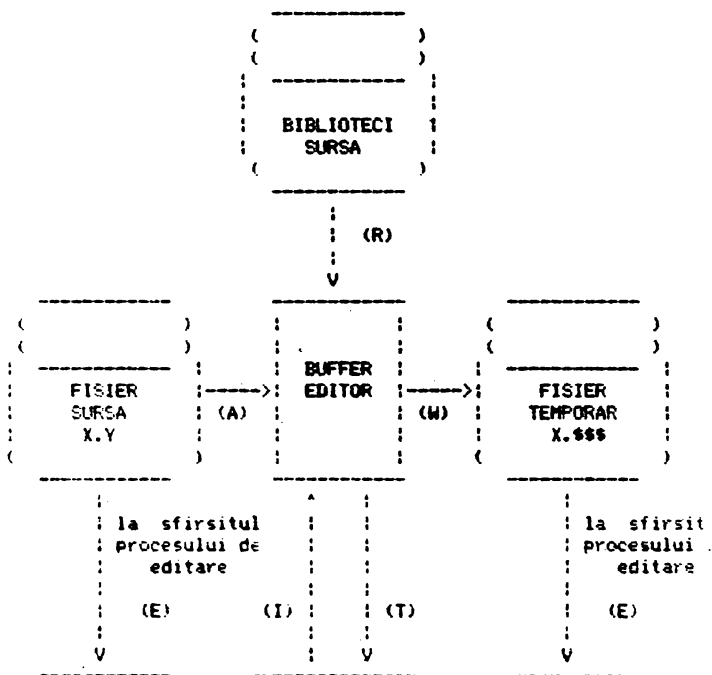 BIBLIOTECI
SURSA
(R)
FISIER
SURSA
X.Y
(A)
BUFFER
EDITOR
(W)
FISIER
TEMPORAR
X.$$$
la sfirsitul
procesului de
editare
(E)
(I)
(T)
la sfirsit
procesului
editare
(E)